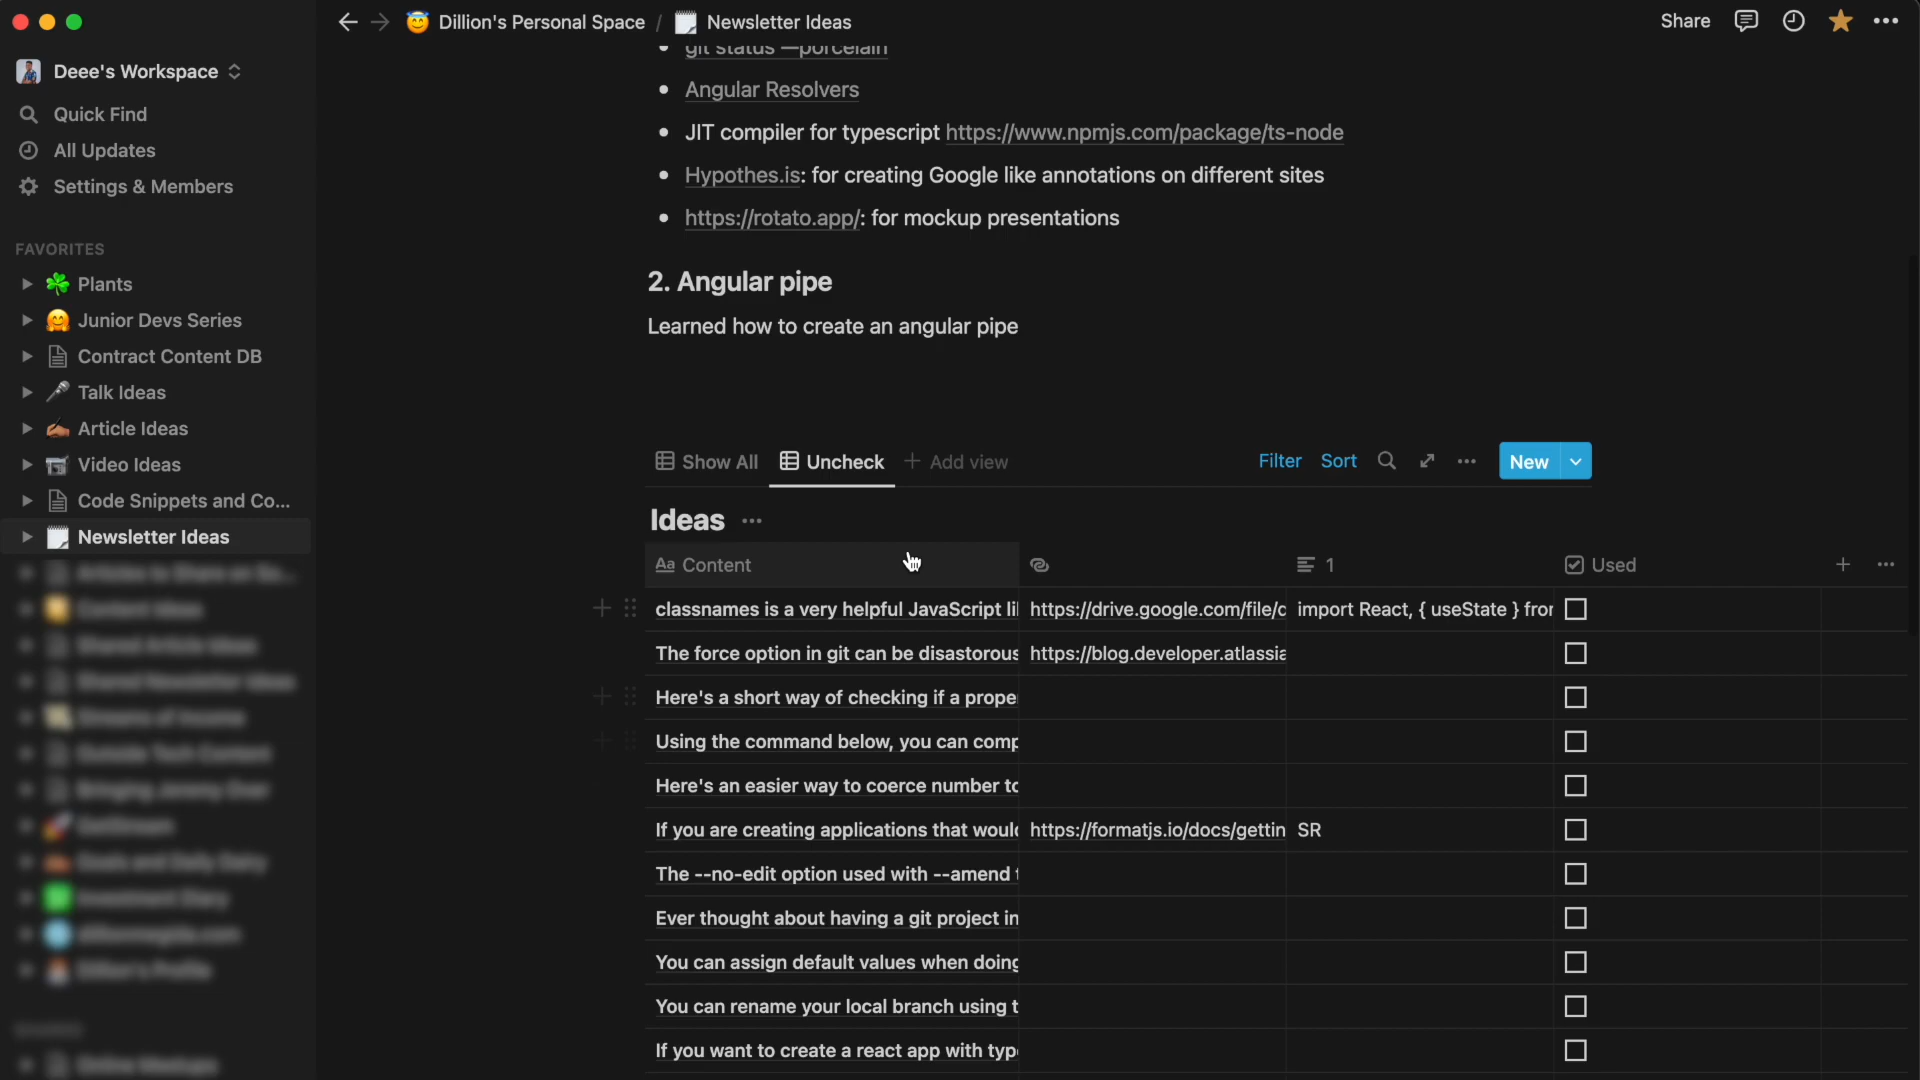 Dillion's Personal Space / Newsletter Ideas
Share
Deee's Workspace
Quick Find
All Updates
Settings & Members
FAVORITES
Plants
Junior Devs Series
Contract Content DB
Talk Ideas
Article Ideas
Video Ideas
Code Snippets and Co...
Newsletter Ideas
git status —porcelain
Angular Resolvers
JIT compiler for typescript https://www.npmjs.com/package/ts-node
Hypothes.is: for creating Google like annotations on different sites
https://rotato.app/: for mockup presentations
2. Angular pipe
Learned how to create an angular pipe
Show All Uncheck + Add view Filter Sort New
Ideas
Aa Content 1 Used
classnames is a very helpful JavaScript li https://drive.google.com/file/d import React, { useState } fror
The force option in git can be disastorous https://blog.developer.atlassia
Here's a short way of checking if a prope
Using the command below, you can comp
Here's an easier way to coerce number to
If you are creating applications that would https://formatjs.io/docs/gettin SR
The --no-edit option used with --amend t
Ever thought about having a git project in
You can assign default values when doing
You can rename your local branch using t
If you want to create a react app with typ